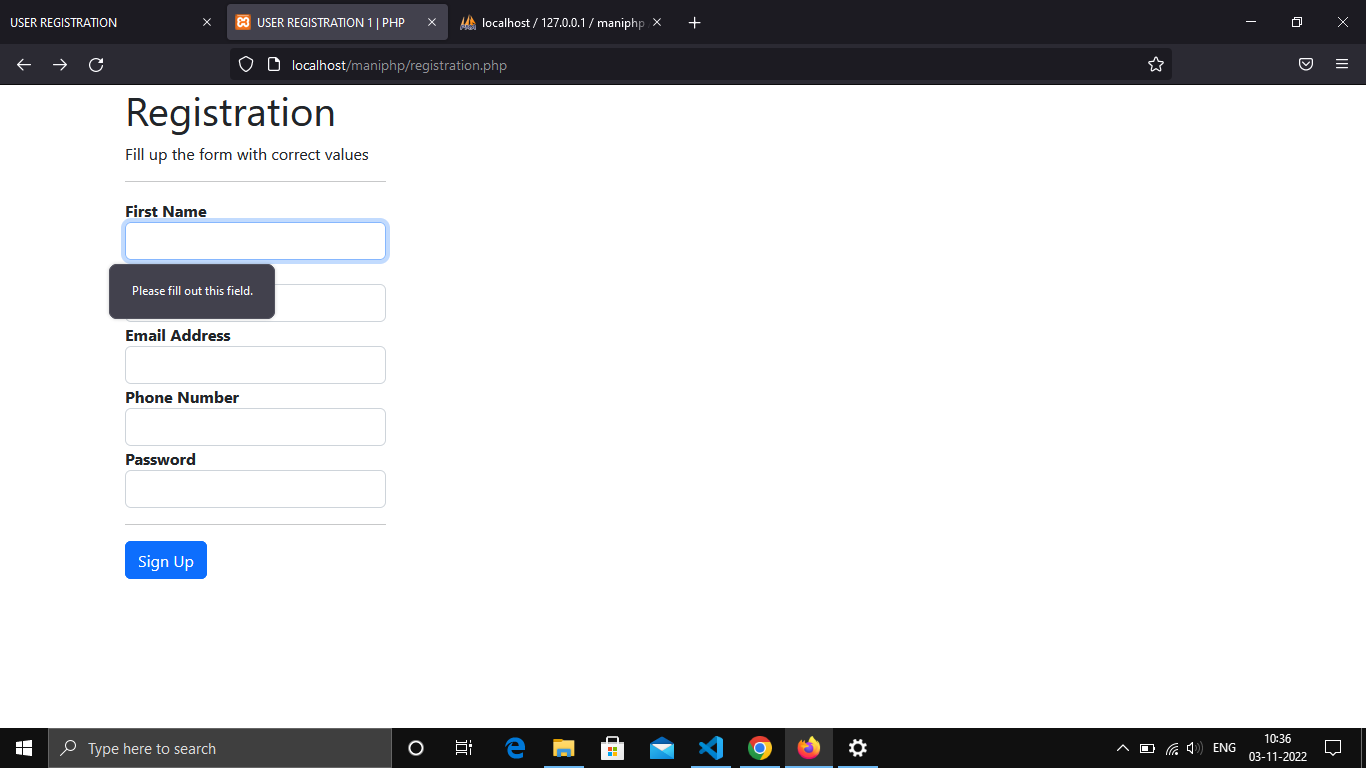 USER REGISTRATION
USER REGISTRATION 1 | PHP
localhost / 127.0.0.1 / maniphp
localhost/maniphp/registration.php
Registration
Fill up the form with correct values
First Name
Please fill out this field.
Email Address
Phone Number
Password
Sign Up
Type here to search
ENG
10:36
03-11-2022